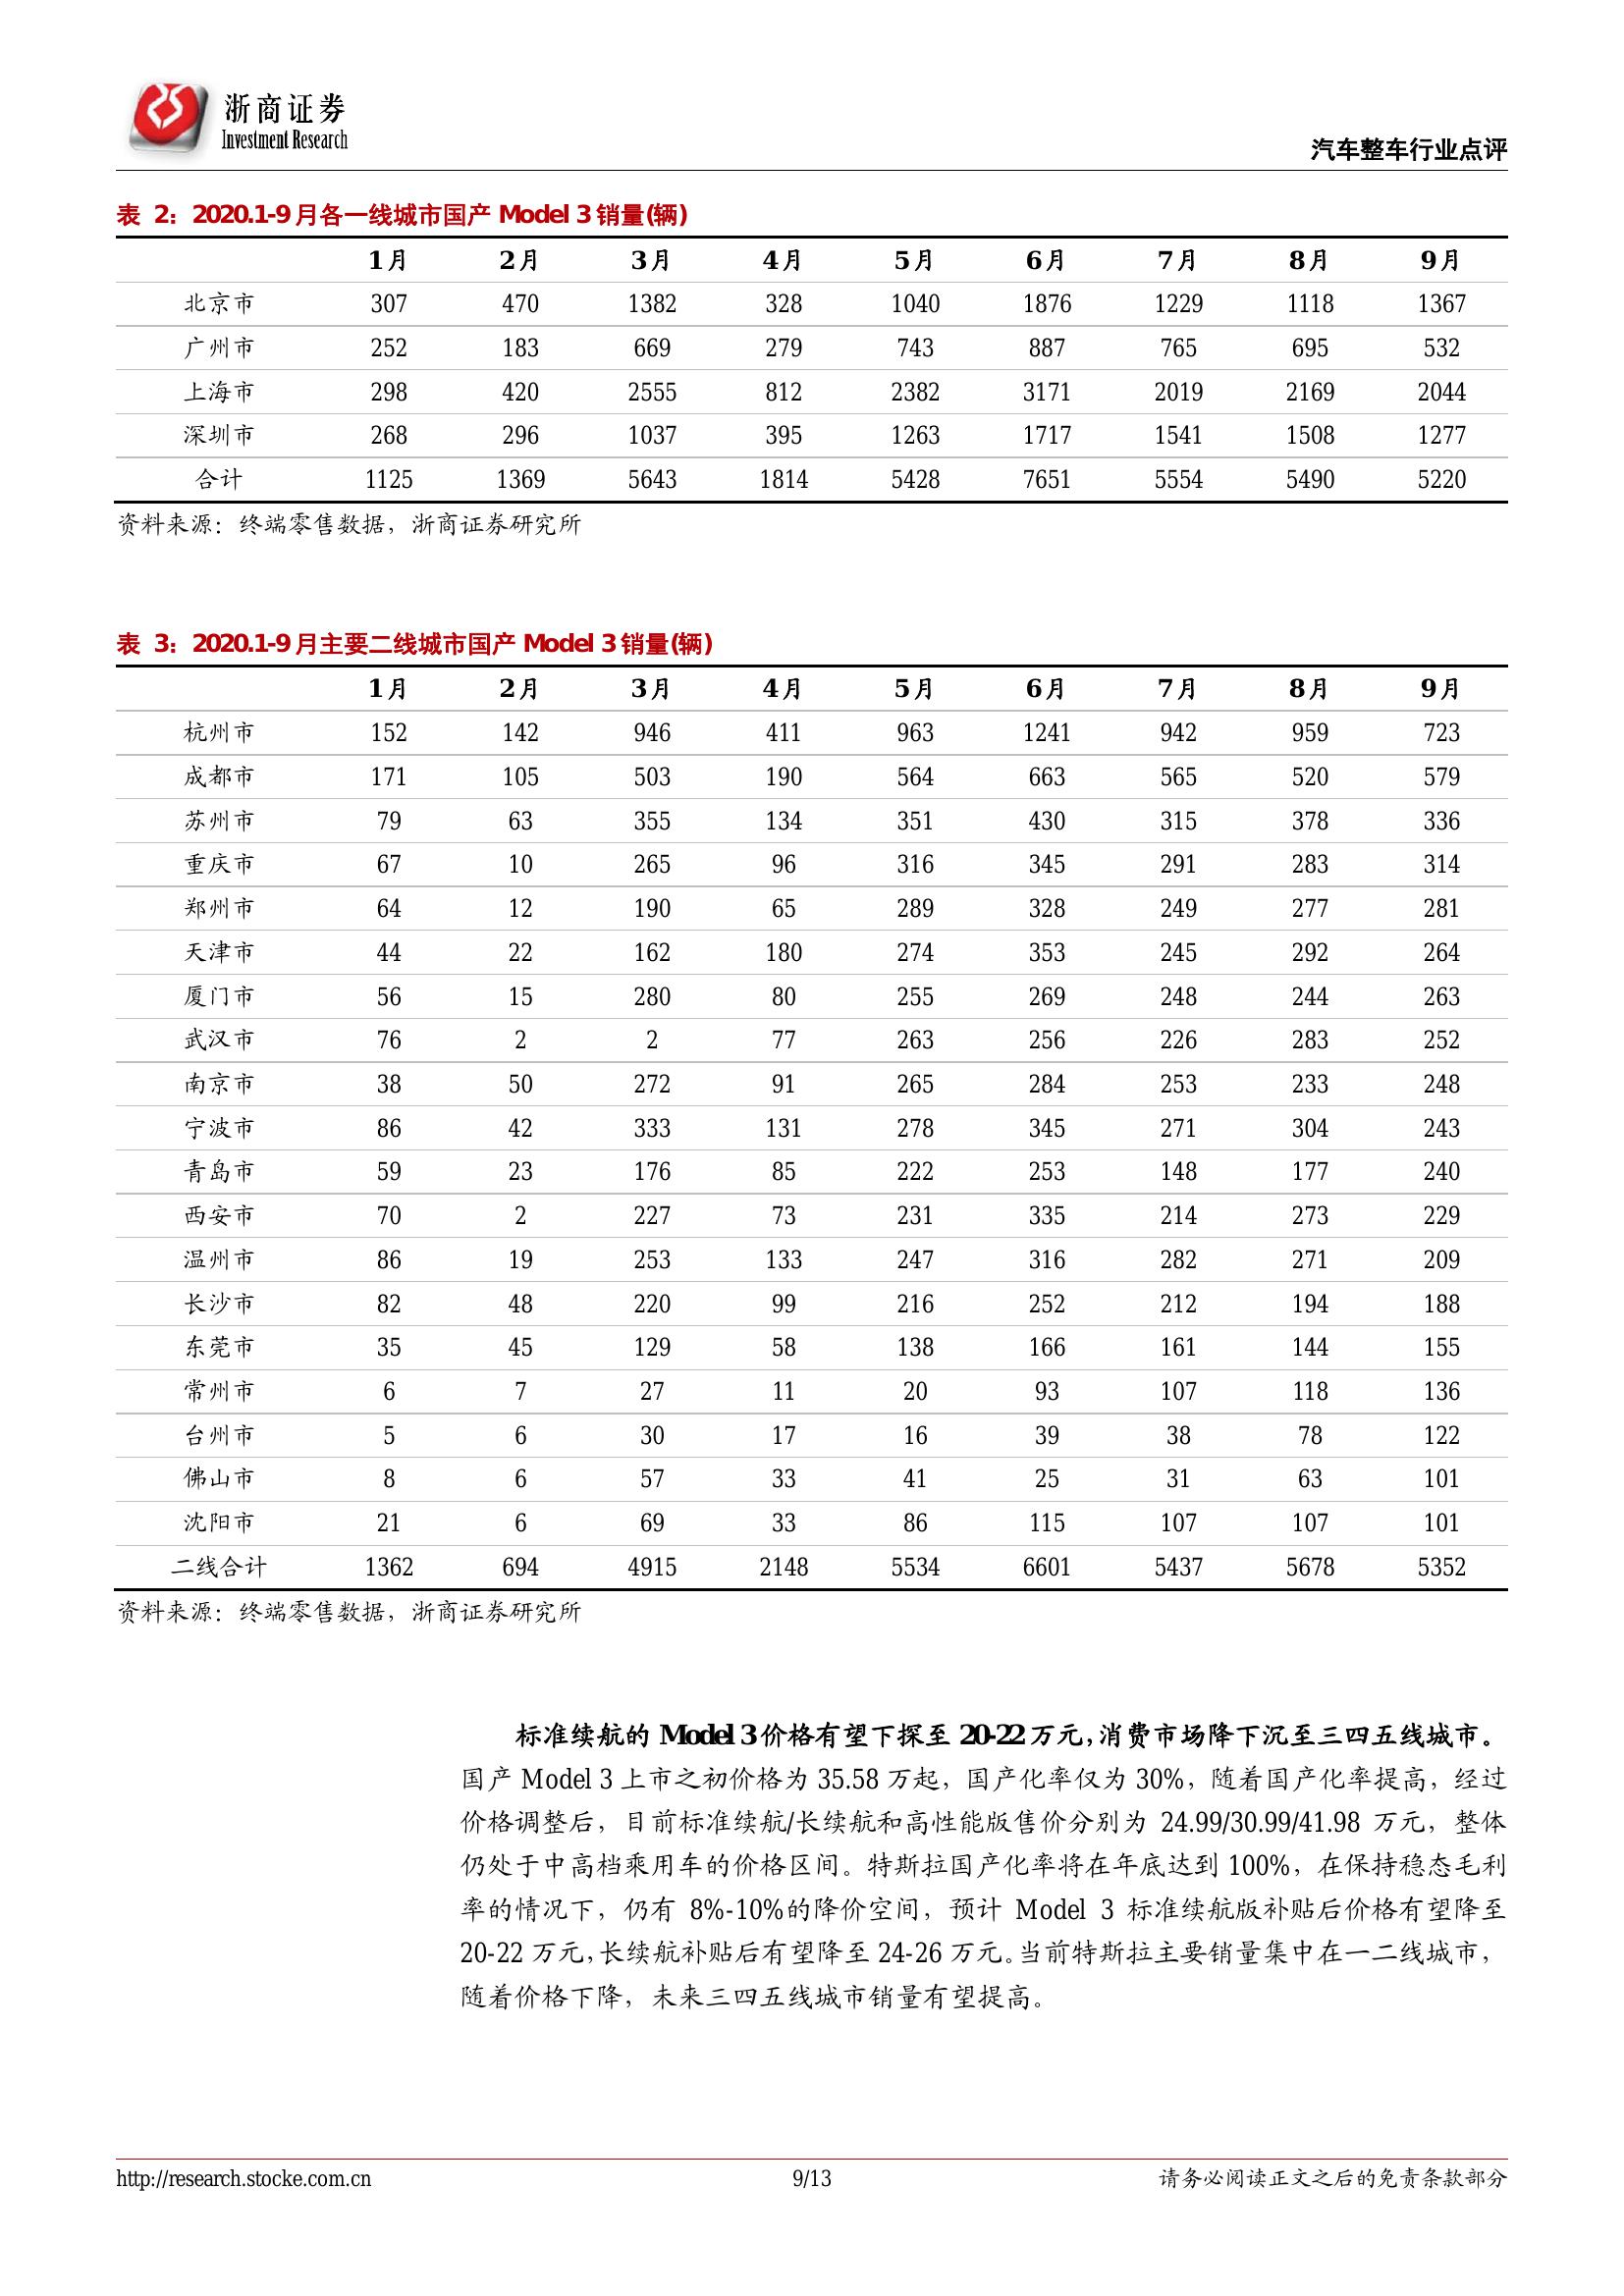 浙商证券
Investment Research
汽车整车行业点评
表 2：2020.1-9月各一线城市国产 Model 3 销量(辆)
1月 2月 3月 4月 5月 6月 7月 8月 9月
北京市 307 470 1382 328 1040 1876 1229 1118 1367
广州市 252 183 669 279 743 887 765 695 532
上海市 298 420 2555 812 2382 3171 2019 2169 2044
深圳市 268 296 1037 395 1263 1717 1541 1508 1277
合计 1125 1369 5643 1814 5428 7651 5554 5490 5220
资料来源：终端零售数据，浙商证券研究所
表 3：2020.1-9月主要二线城市国产 Model 3 销量(辆)
1月 2月 3月 4月 5月 6月 7月 8月 9月
杭州市 152 142 946 411 963 1241 942 959 723
成都市 171 105 503 190 564 663 565 520 579
苏州市 79 63 355 134 351 430 315 378 336
重庆市 67 10 265 96 316 345 291 283 314
郑州市 64 12 190 65 289 328 249 277 281
天津市 44 22 162 180 274 353 245 292 264
厦门市 56 15 280 80 255 269 248 244 263
武汉市 76 2 2 77 263 256 226 283 252
南京市 38 50 272 91 265 284 253 233 248
宁波市 86 42 333 131 278 345 271 304 243
青岛市 59 23 176 85 222 253 148 177 240
西安市 70 2 227 73 231 335 214 273 229
温州市 86 19 253 133 247 316 282 271 209
长沙市 82 48 220 99 216 252 212 194 188
东莞市 35 45 129 58 138 166 161 144 155
常州市 6 7 27 11 20 93 107 118 136
台州市 5 6 30 17 16 39 38 78 122
佛山市 8 6 57 33 41 25 31 63 101
沈阳市 21 6 69 33 86 115 107 107 101
二线合计 1362 694 4915 2148 5534 6601 5437 5678 5352
资料来源：终端零售数据，浙商证券研究所
标准续航的 Model 3 价格有望下探至 20-22 万元，消费市场降下沉至三四五线城市。
国产 Model 3 上市之初价格为 35.58 万起，国产化率仅为 30%，随着国产化率提高，经过
价格调整后，目前标准续航/长续航和高性能版售价分别为 24.99/30.99/41.98 万元，整体
仍处于中高档乘用车的价格区间。特斯拉国产化率将在年底达到 100%，在保持稳态毛利
率的情况下，仍有 8%-10%的降价空间，预计 Model 3 标准续航版补贴后价格有望降至
20-22 万元，长续航补贴后有望降至 24-26 万元。当前特斯拉主要销量集中在一二线城市，
随着价格下降，未来三四五线城市销量有望提高。
http://research.stocke.com.cn 9/13 请务必阅读正文之后的免责条款部分